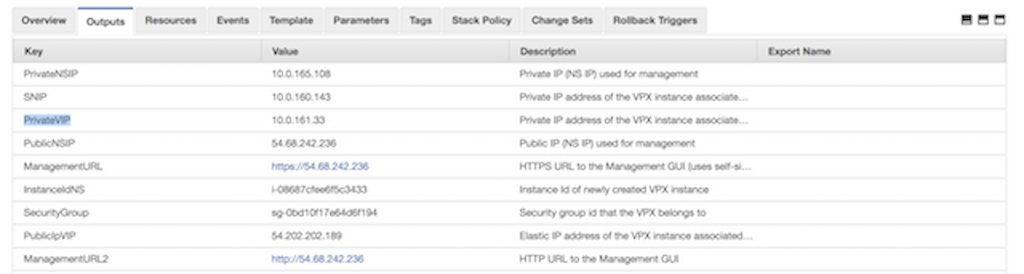 Overview Outputs Resources Events Template Parameters Tags Stack Policy Change Sets Rollback Triggers
Key Value Description Export Name
PrivateNSIP 10.0.165.108 Private IP (NS IP) used for management
SNIP 10.0.160.143 Private IP address of the VPX instance associate...
PrivateVIP 10.0.161.33 Private IP address of the VPX instance associate...
PublicNSIP 54.68.242.236 Public IP (NS IP) used for management
ManagementURL https://54.68.242.236 HTTPS URL to the Management GUI (uses self-si...
InstanceIdNS i-08687cfee6f5c3433 Instance Id of newly created VPX instance
SecurityGroup sg-0bd10f17e64d6f194 Security group id that the VPX belongs to
PublicIpVIP 54.202.202.189 Elastic IP address of the VPX instance associated...
ManagementURL2 http://54.68.242.236 HTTP URL to the Management GUI